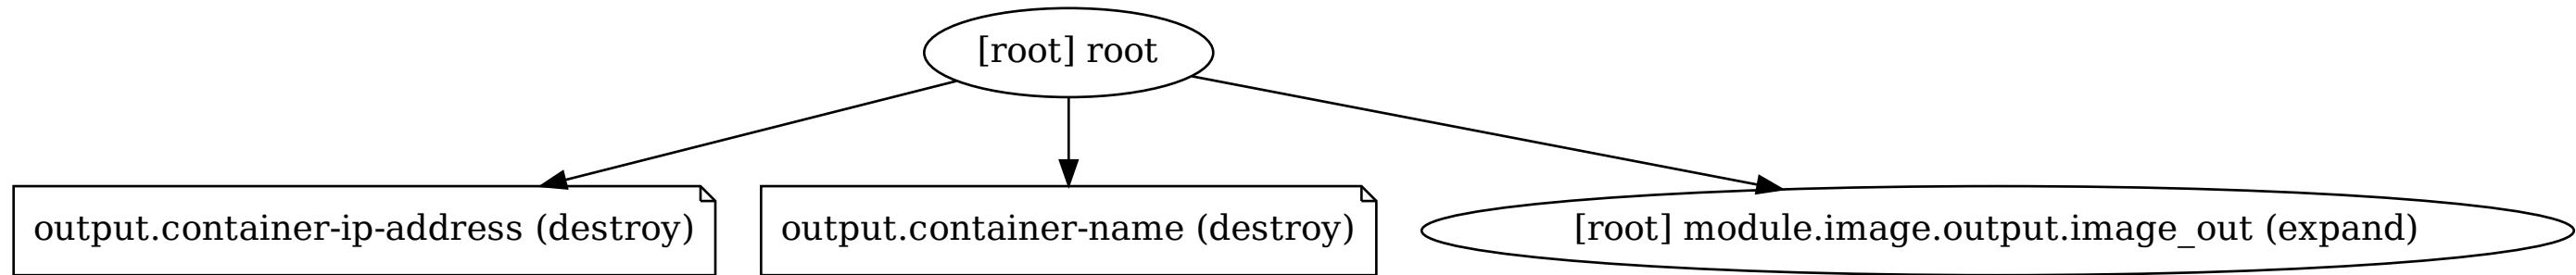 [root] root
output.container-ip-address (destroy)
output.container-name (destroy)
[root] module.image.output.image_out (expand)